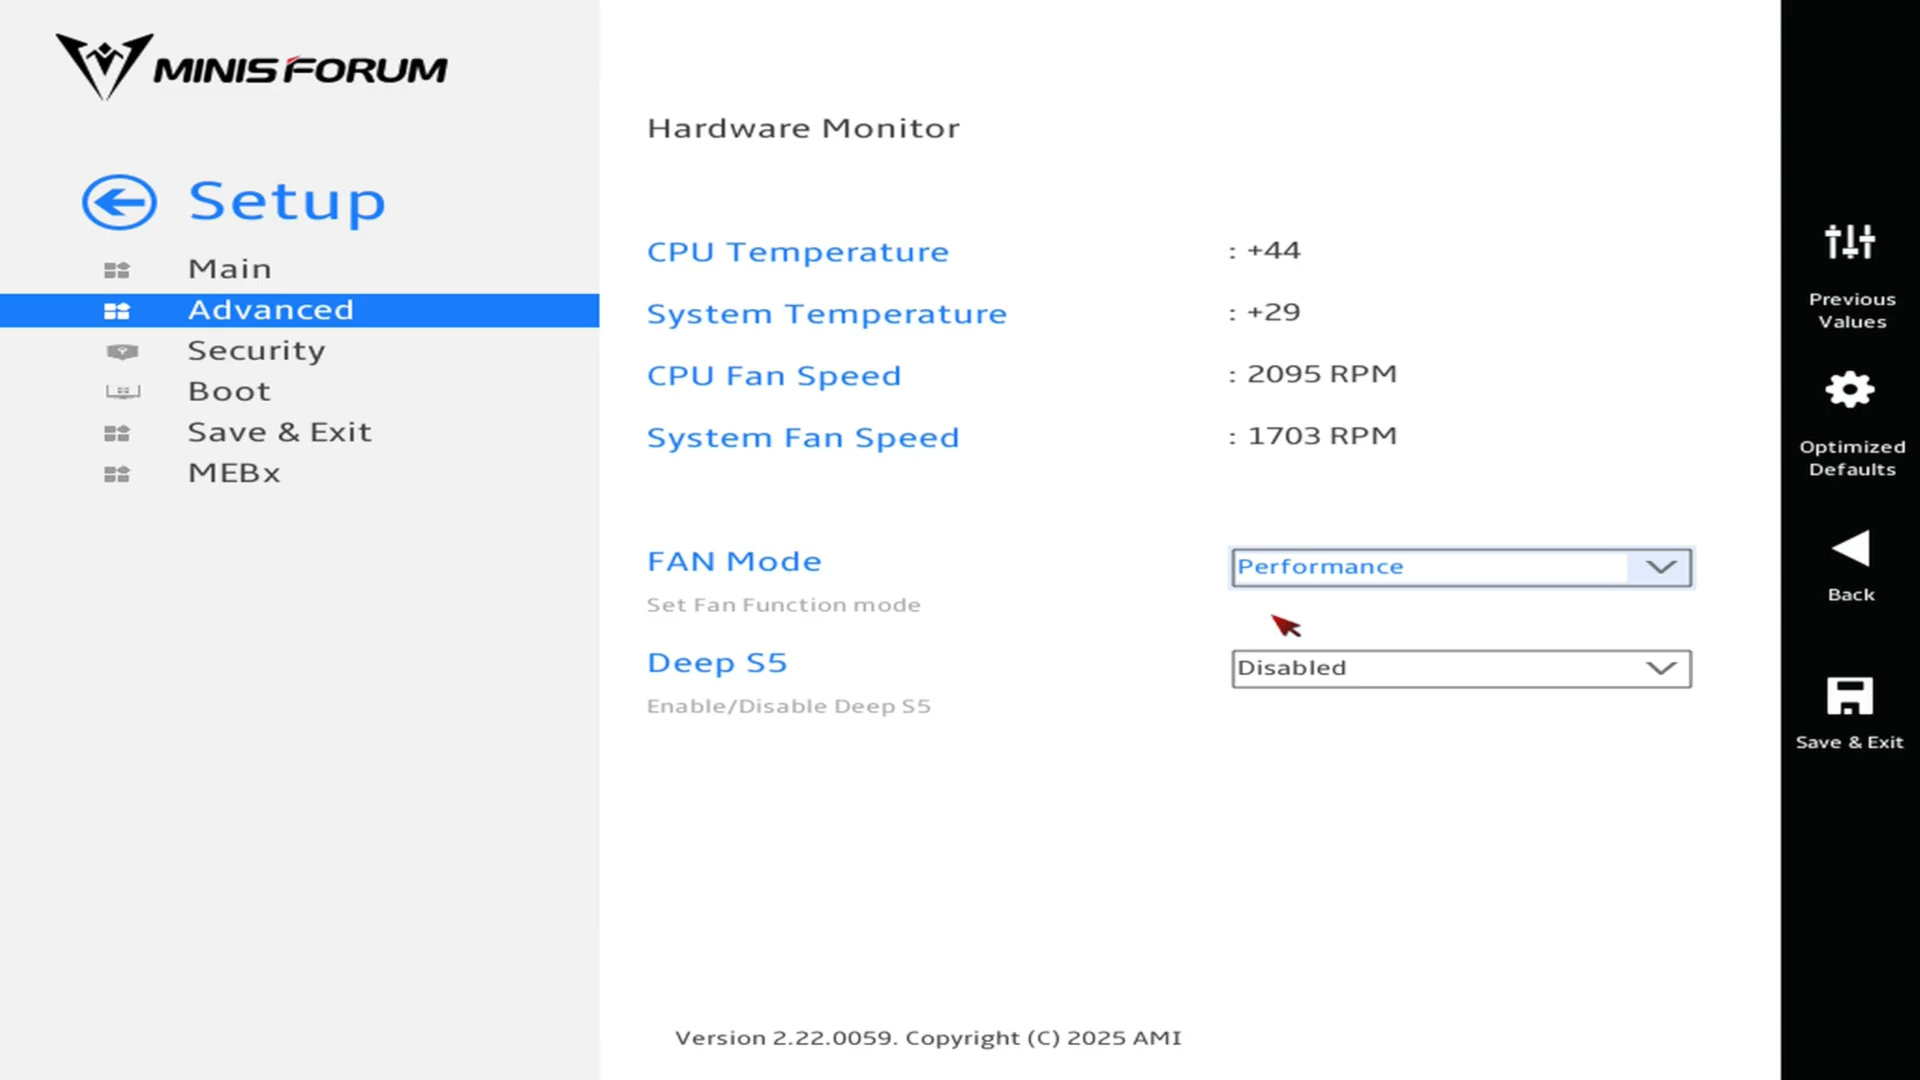 MINISFORUM
Setup
Main
Advanced
Security
Boot
Save & Exit
MEBx
Hardware Monitor
CPU Temperature : +44
System Temperature : +29
CPU Fan Speed : 2095 RPM
System Fan Speed : 1703 RPM
FAN Mode Performance
Set Fan Function mode
Deep S5 Disabled
Enable/Disable Deep S5
Version 2.22.0059. Copyright (C) 2025 AMI
Previous
Values
Optimized
Defaults
Back
Save & Exit